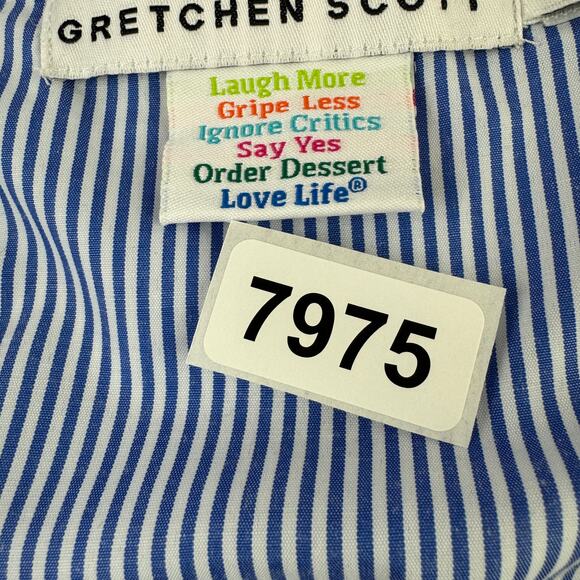 GRETCHEN SCOTT
Laugh More
Gripe Less
Ignore Critics
Say Yes
Order Dessert
Love Life®
7975